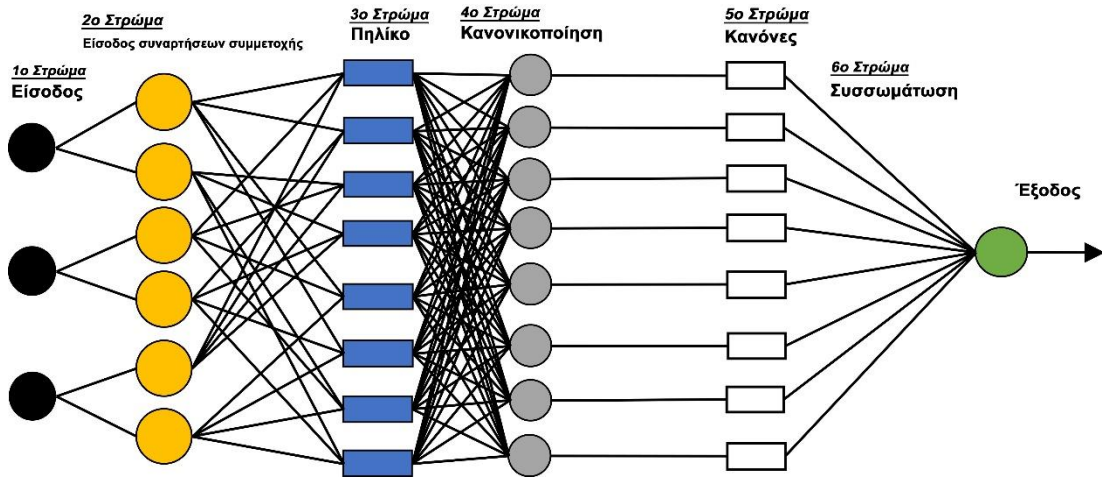 1ο Στρώμα
Είσοδος
2ο Στρώμα
Είσοδος συναρτήσεων συμμετοχής
3ο Στρώμα
Πηλίκο
4ο Στρώμα
Κανονικοποίηση
5ο Στρώμα
Κανόνες
6ο Στρώμα
Συσσωμάτωση
Έξοδος